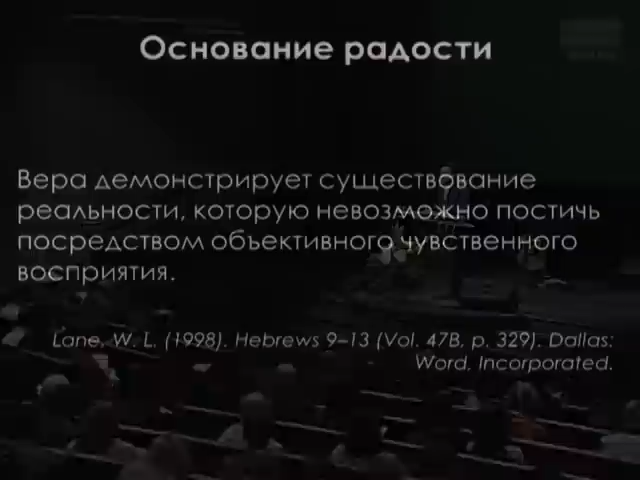 Основание радости
Вера демонстрирует существование
реальности, которую невозможно постичь
посредством объективного чувственного
восприятия.
Lane, W. L. (1998). Hebrews 9–13 (Vol. 47B, p. 329). Dallas:
Word, Incorporated.